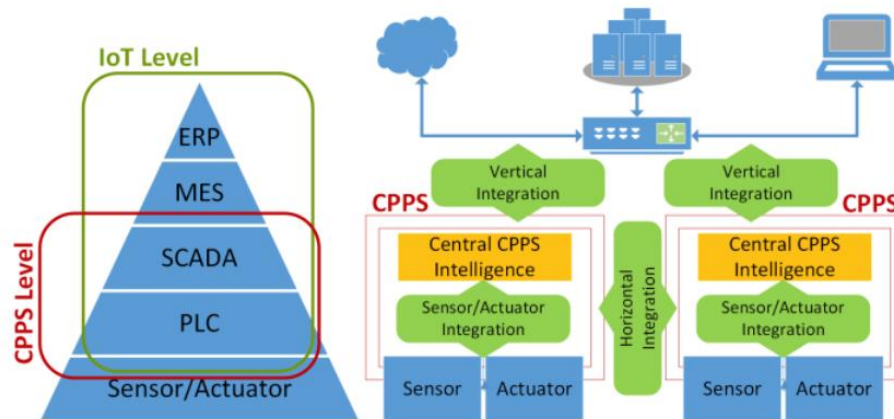 IoT Level
ERP
MES
SCADA
PLC
Sensor/Actuator
CPPS Level
Vertical
Integration
Vertical
Integration
CPPS
CPPS
Central CPPS
Intelligence
Sensor/Actuator
Integration
Sensor
Actuator
Horizontal
Integration
Central CPPS
Intelligence
Sensor/Actuator
Integration
Sensor
Actuator